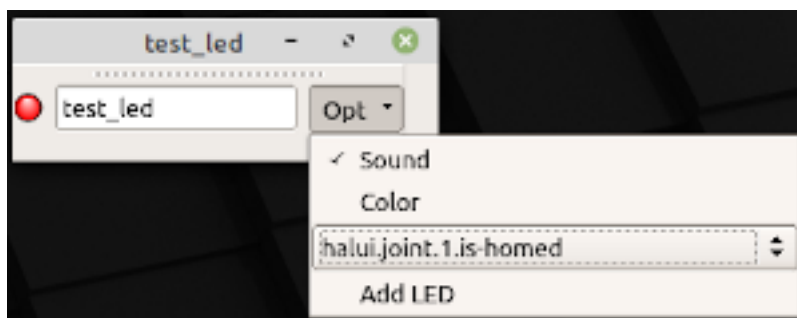 test_led
test_led Opt
✓ Sound
Color
halui.joint.1.is-homed
Add LED